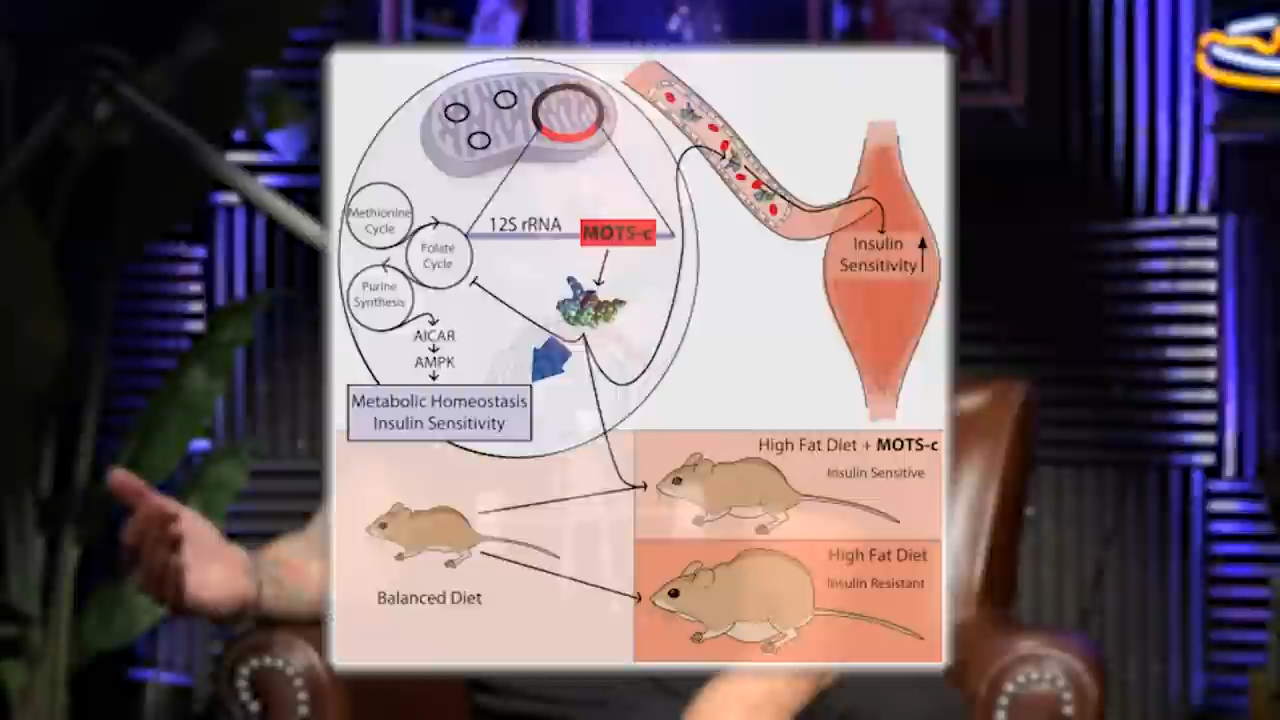 12S rRNA
MOTS-c
Methionine
Cycle
Folate
Cycle
Purine
Synthesis
AICAR
AMPK
Metabolic Homeostasis
Insulin Sensitivity
Insulin
Sensitivity
High Fat Diet + MOTS-c
Insulin Sensitive
Balanced Diet
High Fat Diet
Insulin Resistant